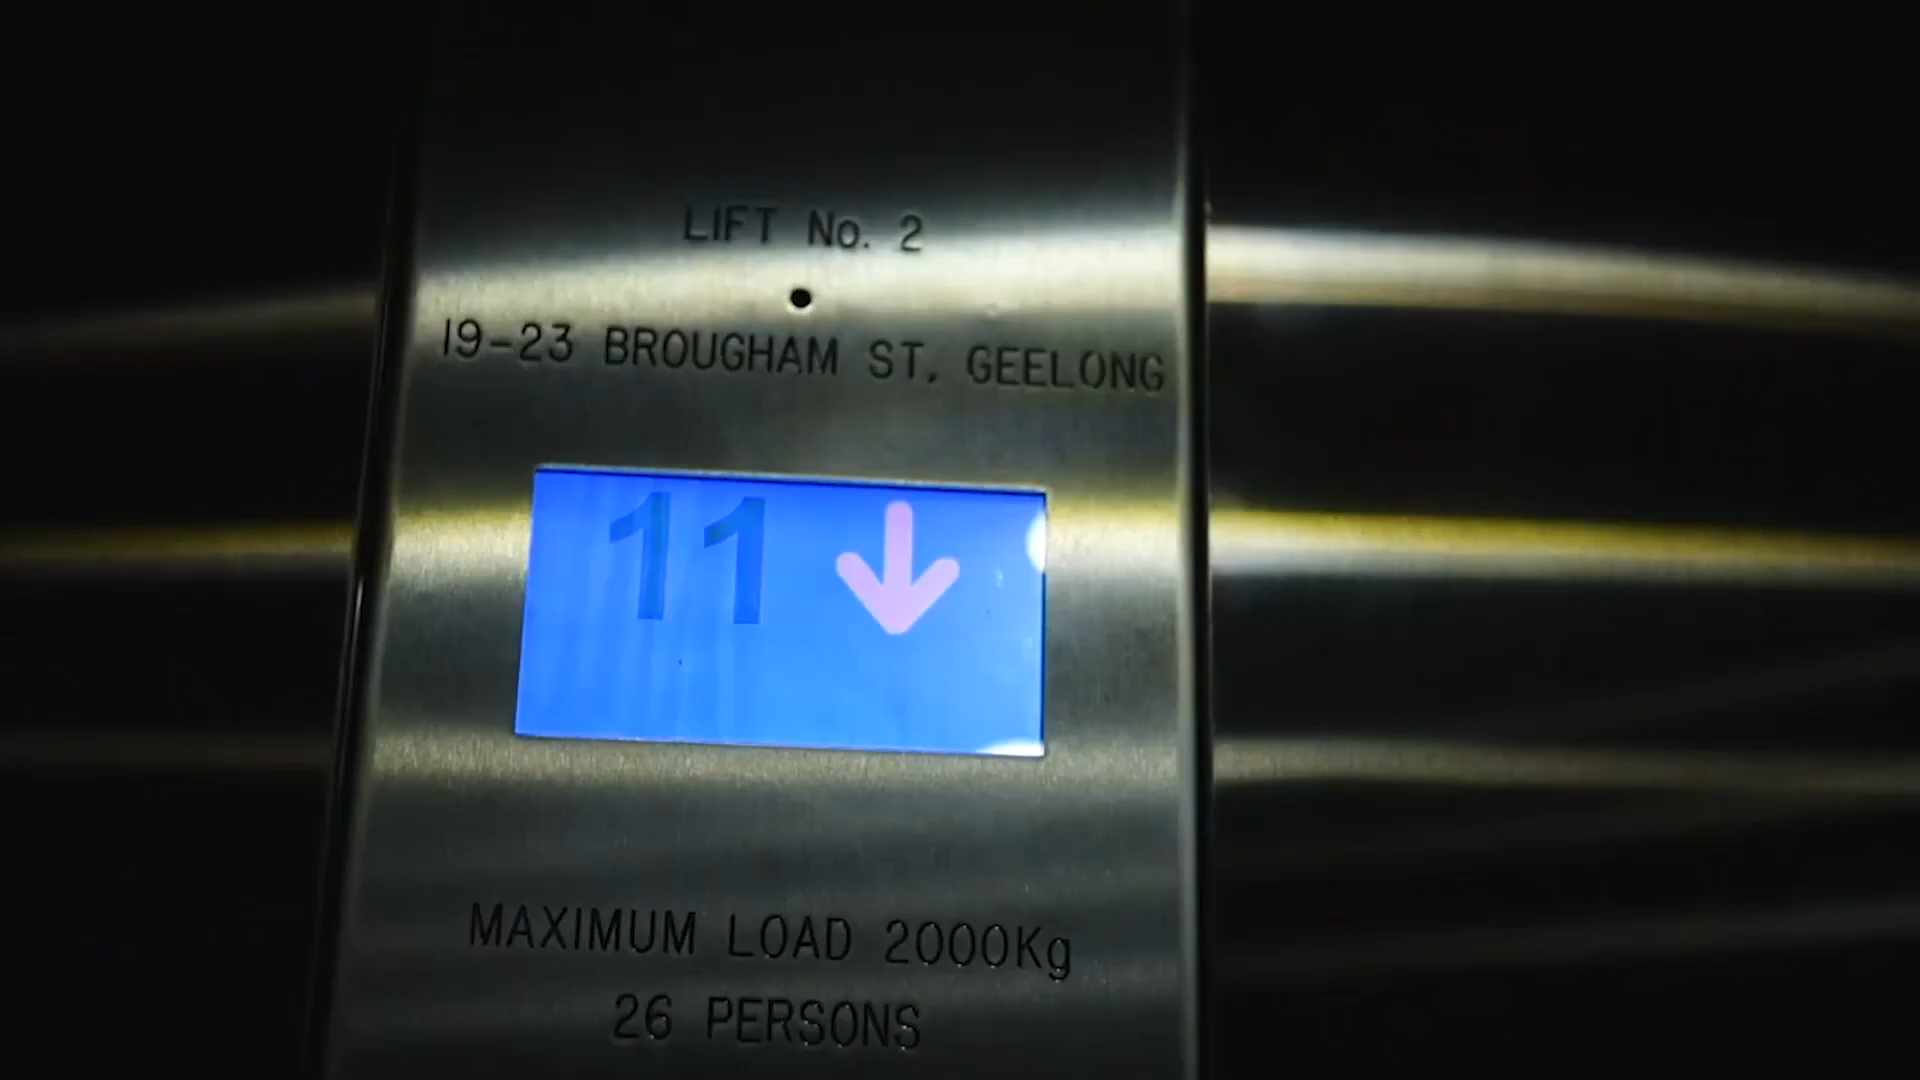 LIFT No. 2
19-23 BROUGHAM ST, GEELONG
11
MAXIMUM LOAD 2000Kg
26 PERSONS